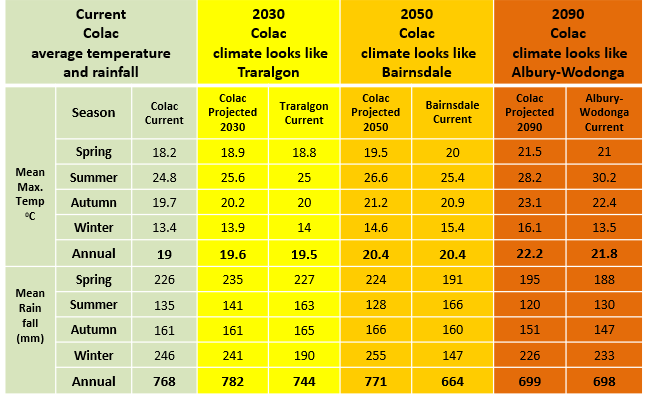 Current
Colac
average temperature
and rainfall
2030
Colac
climate looks like
Traralgon
2050
Colac
climate looks like
Bairnsdale
2090
Colac
climate looks like
Albury-Wodonga
Season
Colac
Current
Colac
Projected
2030
Traralgon
Current
Colac
Projected
2050
Bairnsdale
Current
Colac
Projected
2090
Albury-
Wodonga
Current
Mean
Max.
Temp
⁰C
Spring 18.2 18.9 18.8 19.5 20 21.5 21
Summer 24.8 25.6 25 26.6 25.4 28.2 30.2
Autumn 19.7 20.2 20 21.2 20.9 23.1 22.4
Winter 13.4 13.9 14 14.6 15.4 16.1 13.5
Annual 19 19.6 19.5 20.4 20.4 22.2 21.8
Mean
Rain
fall
(mm)
Spring 226 235 227 224 191 195 188
Summer 135 141 163 128 166 120 130
Autumn 161 161 165 166 160 151 147
Winter 246 241 190 255 147 226 233
Annual 768 782 744 771 664 699 698